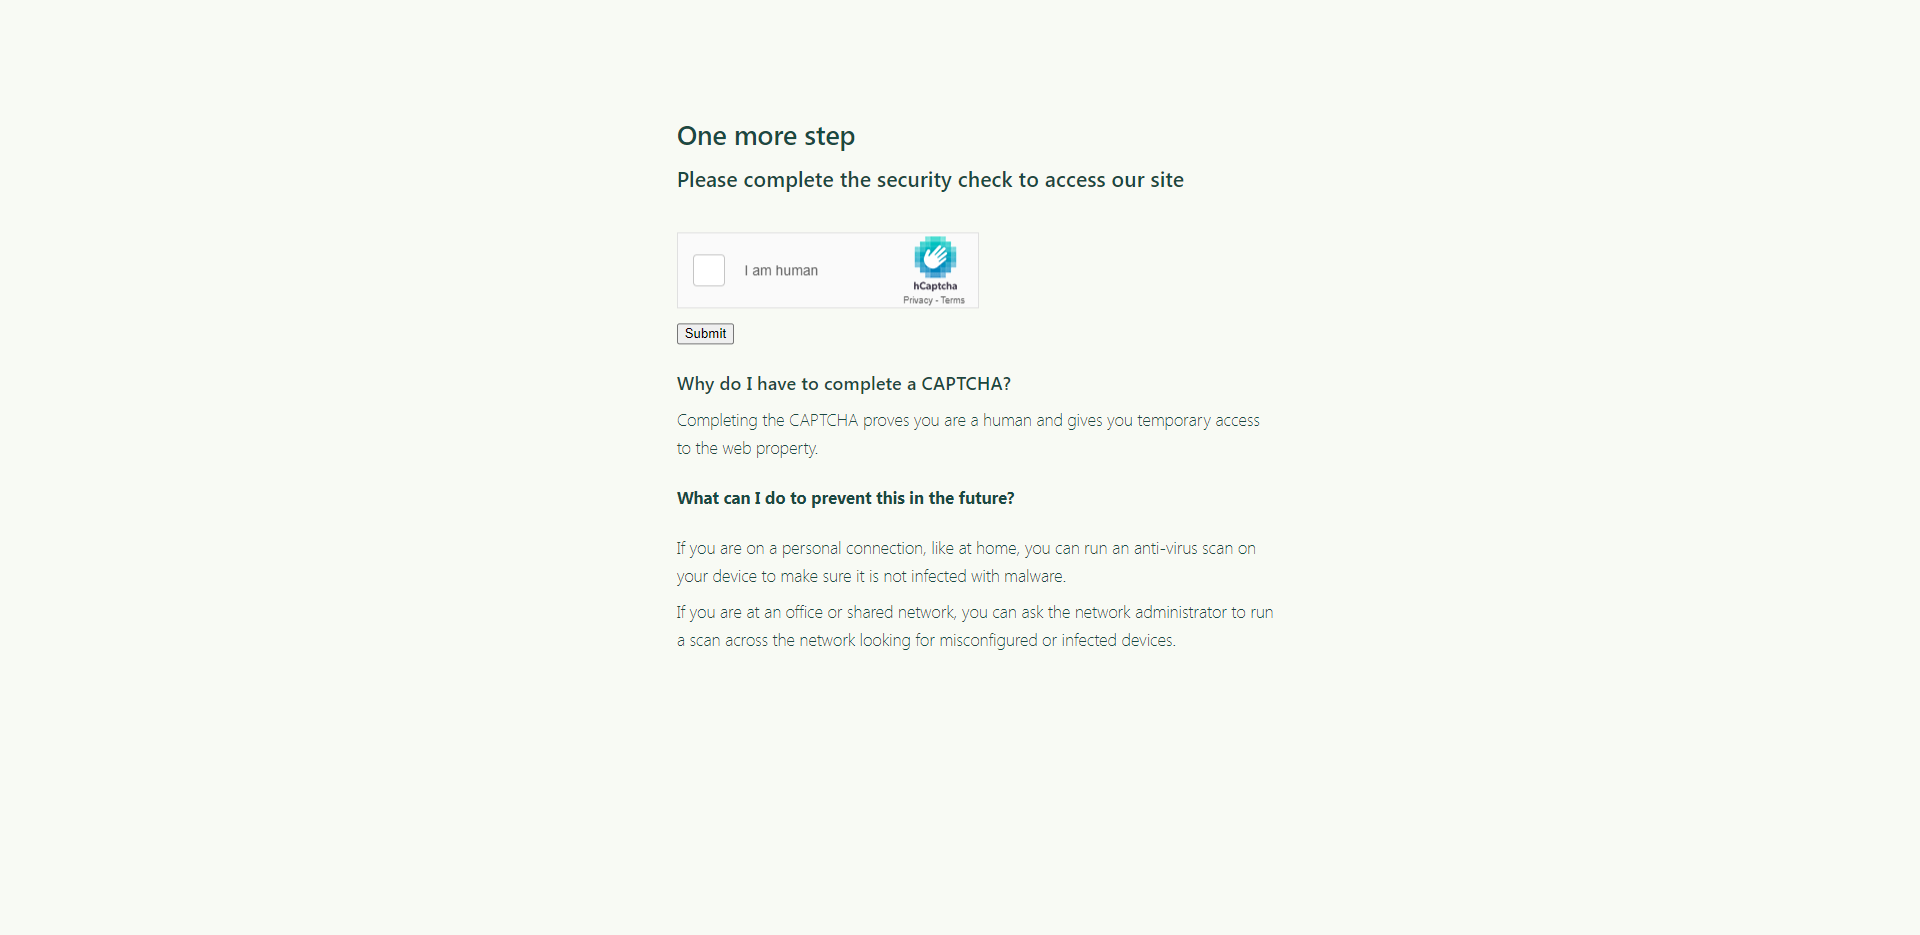 One more step
Please complete the security check to access our site
I am human
hCaptcha
Privacy - Terms
Submit
Why do I have to complete a CAPTCHA?
Completing the CAPTCHA proves you are a human and gives you temporary access
to the web property.
What can I do to prevent this in the future?
If you are on a personal connection, like at home, you can run an anti-virus scan on
your device to make sure it is not infected with malware.
If you are at an office or shared network, you can ask the network administrator to run
a scan across the network looking for misconfigured or infected devices.